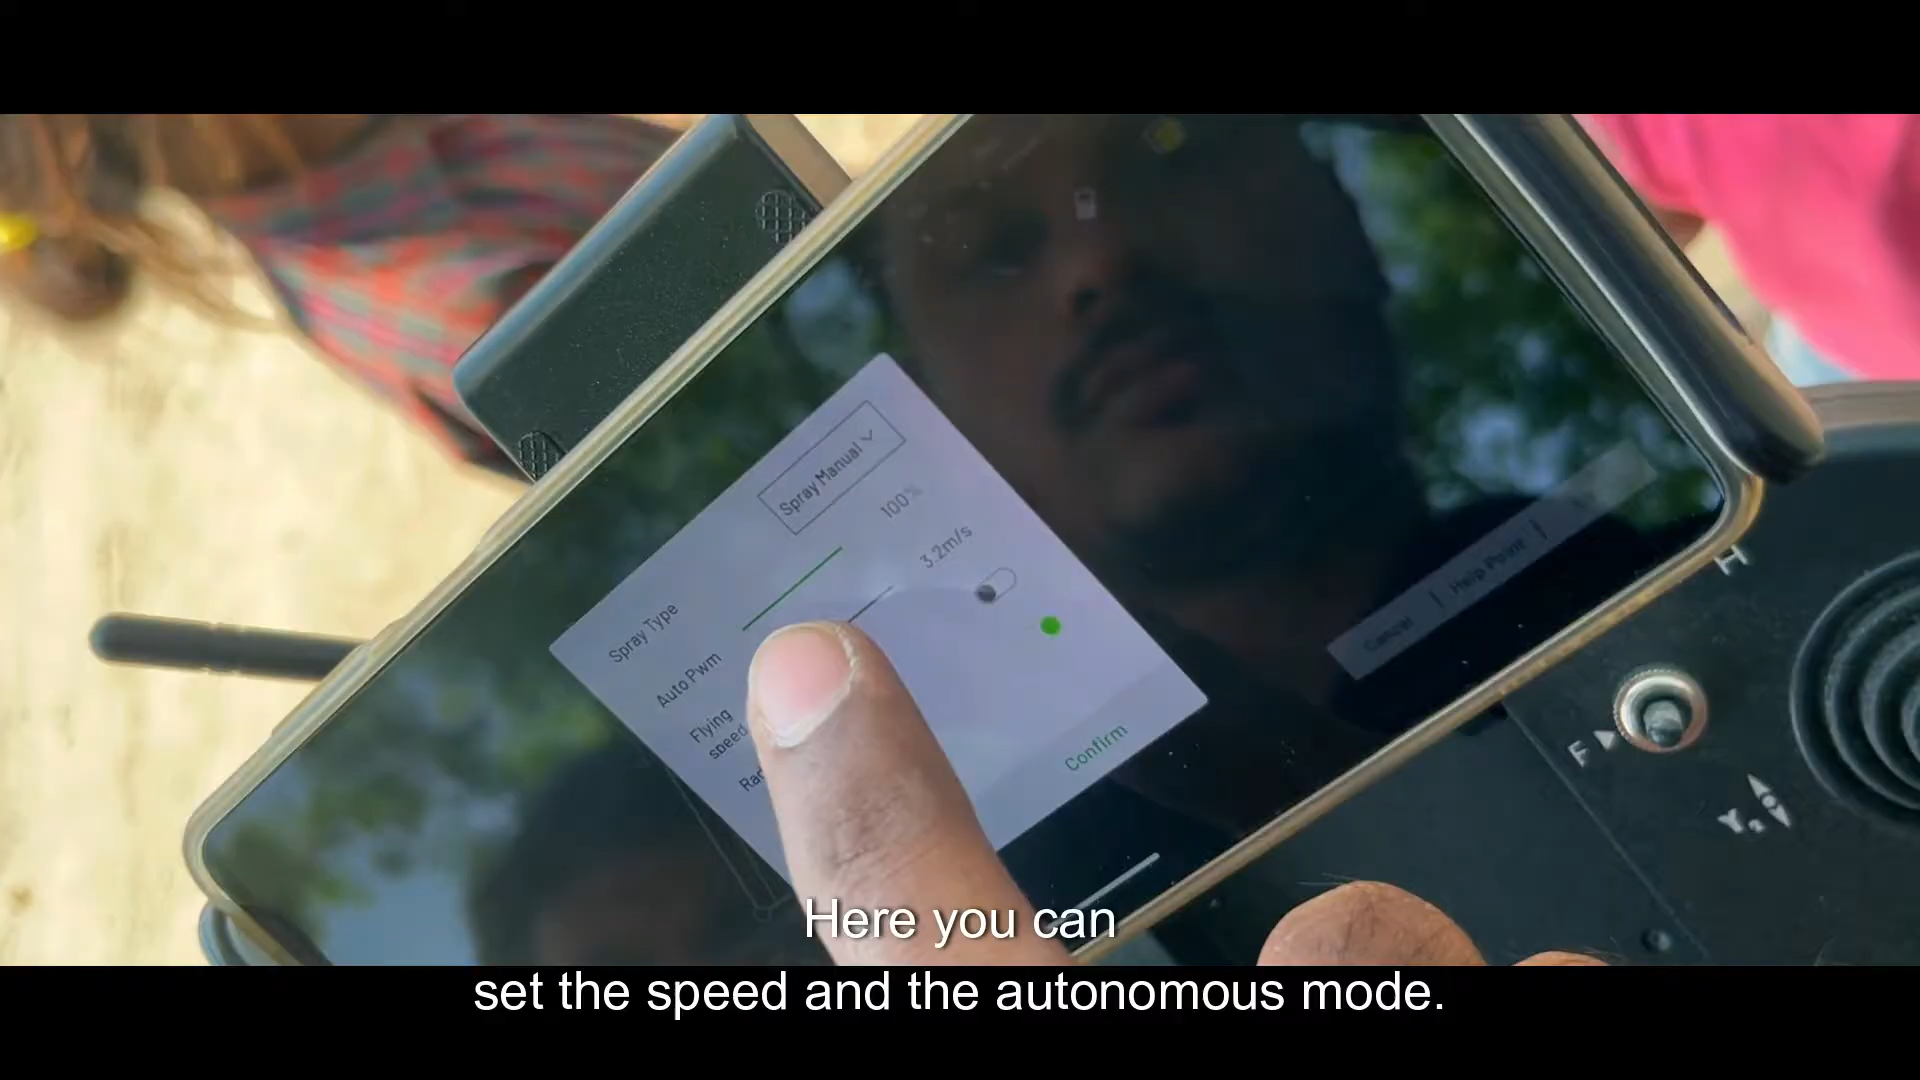 Spray Type
Spray Manual
Auto Pwm
100%
Flying
speed
3.2m/s
Confirm
Cancel
Help Point
H
F
Here you can
set the speed and the autonomous mode.